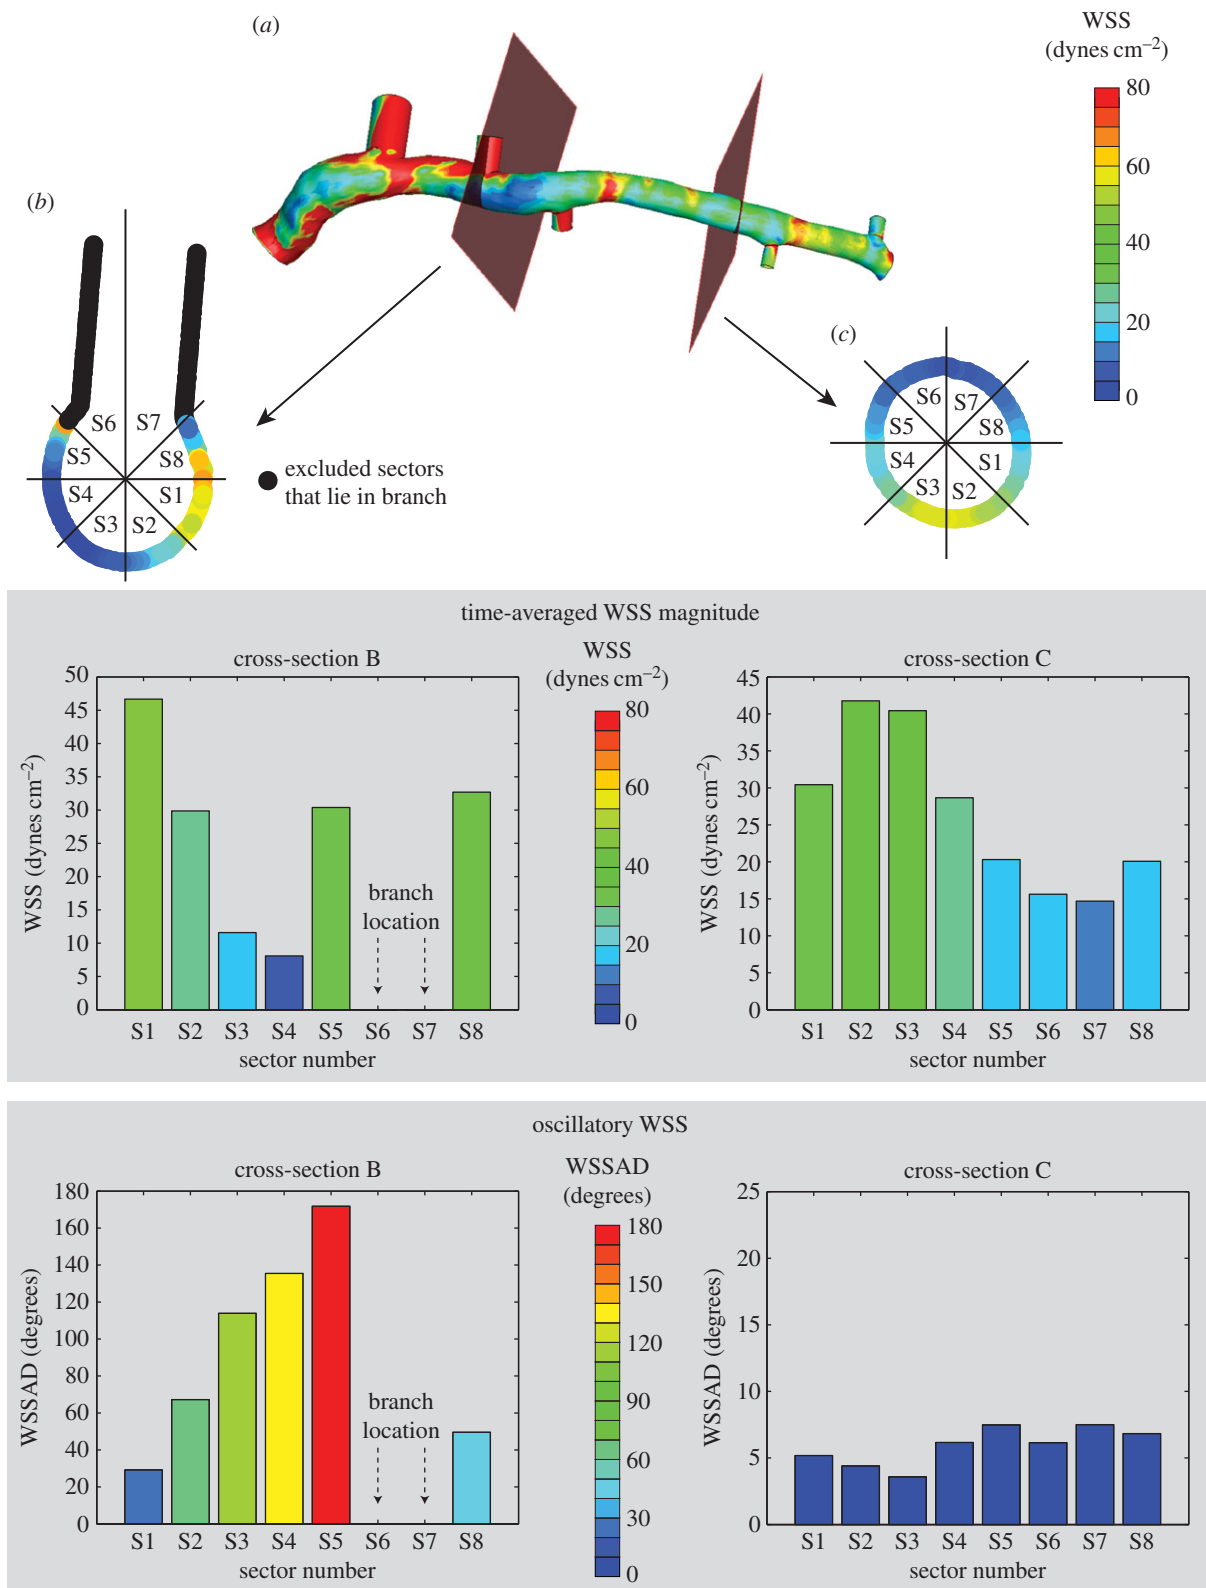 (a)
WSS
(dynes cm⁻²)
80
60
40
20
0
(b)
S6 S7
S5 S8
S4 S1
S3 S2
excluded sectors
that lie in branch
(c)
S6 S7
S5 S8
S4 S1
S3 S2
time-averaged WSS magnitude
cross-section B
WSS (dynes cm⁻²)
50
45
40
35
30
25
20
15
10
5
0
branch
location
S1 S2 S3 S4 S5 S6 S7 S8
sector number
WSS
(dynes cm⁻²)
80
60
40
20
0
cross-section C
WSS (dynes cm⁻²)
45
40
35
30
25
20
15
10
5
0
S1 S2 S3 S4 S5 S6 S7 S8
sector number
oscillatory WSS
cross-section B
WSSAD (degrees)
180
160
140
120
100
80
60
40
20
0
branch
location
S1 S2 S3 S4 S5 S6 S7 S8
sector number
WSSAD
(degrees)
180
150
120
90
60
30
0
cross-section C
WSSAD (degrees)
25
20
15
10
5
0
S1 S2 S3 S4 S5 S6 S7 S8
sector number